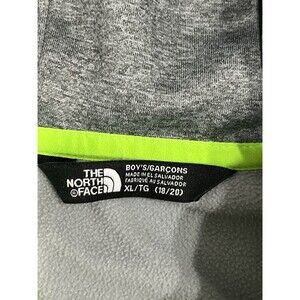 THE
NORTH
®FACE
BOY'S/GARÇONS
MADE IN EL SALVADOR
FABRIQUÉ AU SALVADOR
XL/TG (18/20)